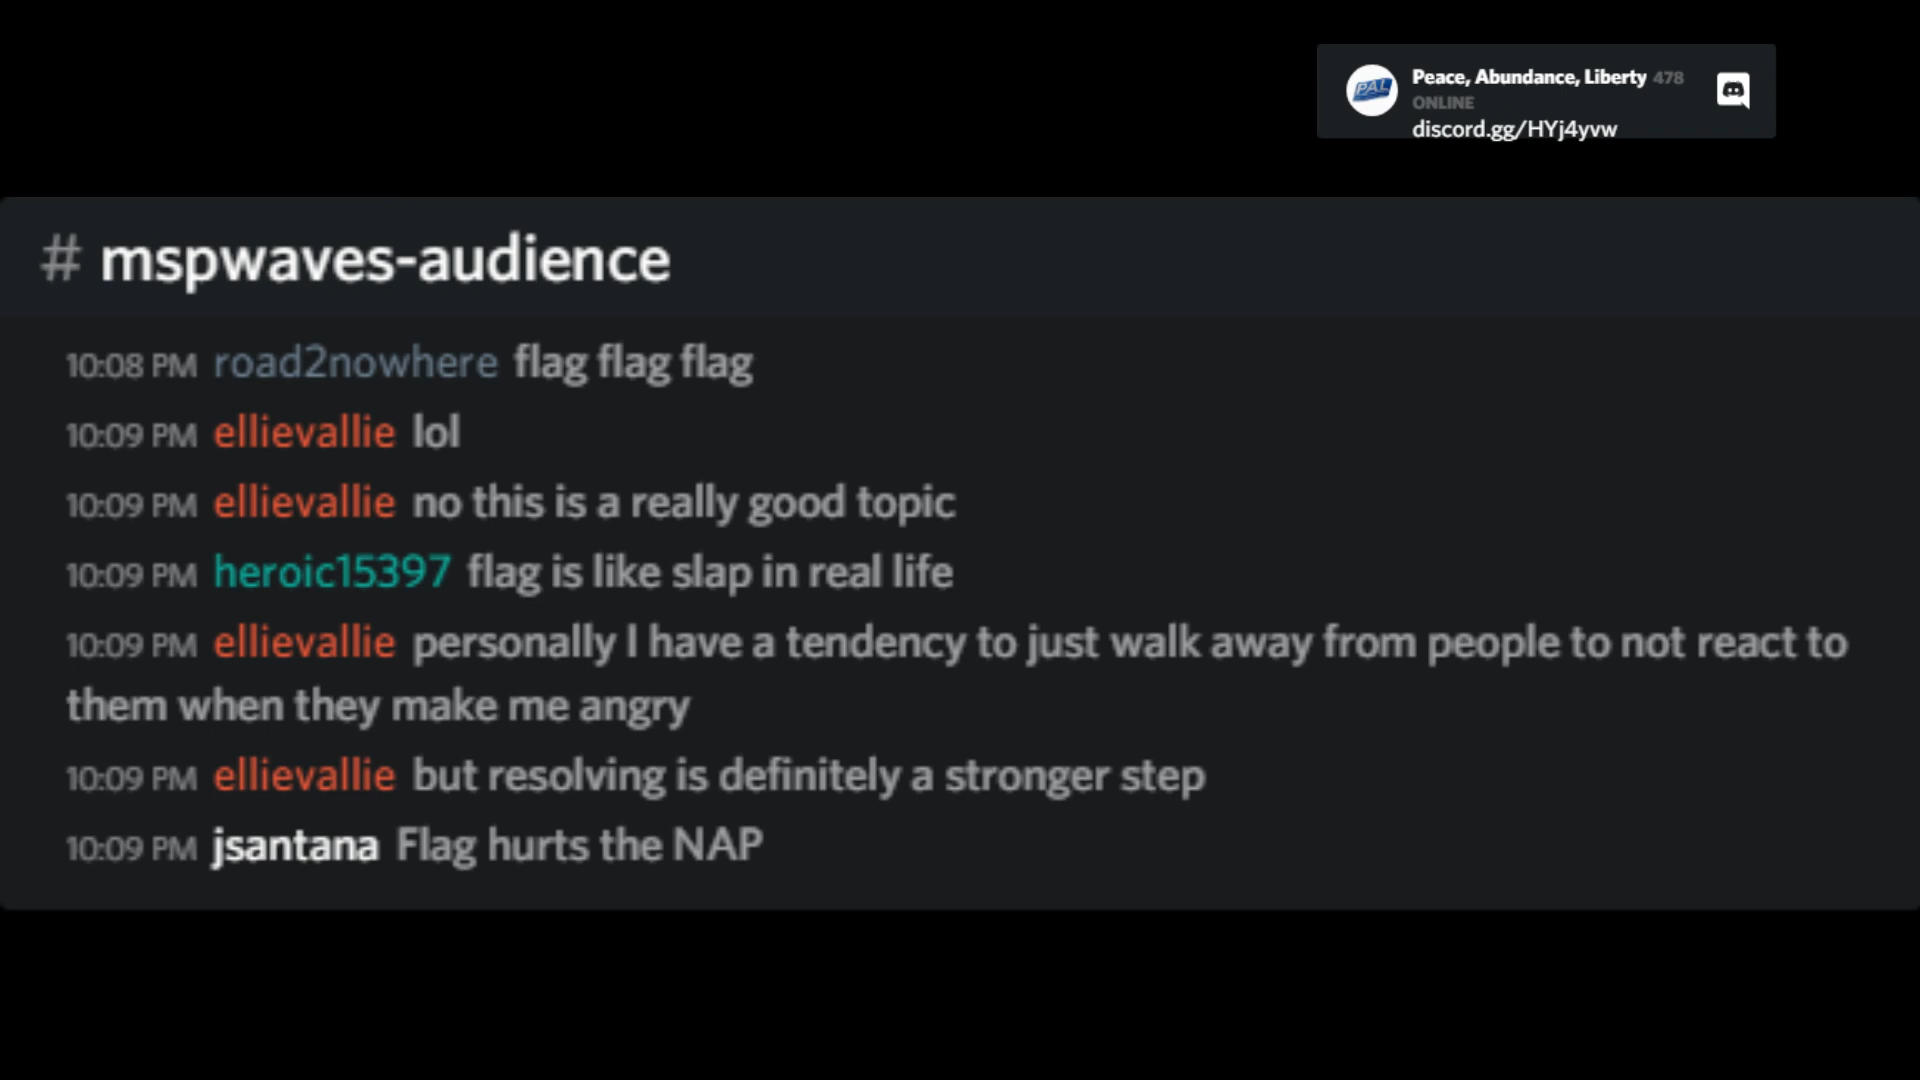 PAL
Peace, Abundance, Liberty 478
ONLINE
discord.gg/HYj4yvw
# mspwaves-audience
10:08 PM road2nowhere flag flag flag
10:09 PM ellievallie lol
10:09 PM ellievallie no this is a really good topic
10:09 PM heroic15397 flag is like slap in real life
10:09 PM ellievallie personally I have a tendency to just walk away from people to not react to
them when they make me angry
10:09 PM ellievallie but resolving is definitely a stronger step
10:09 PM jsantana Flag hurts the NAP